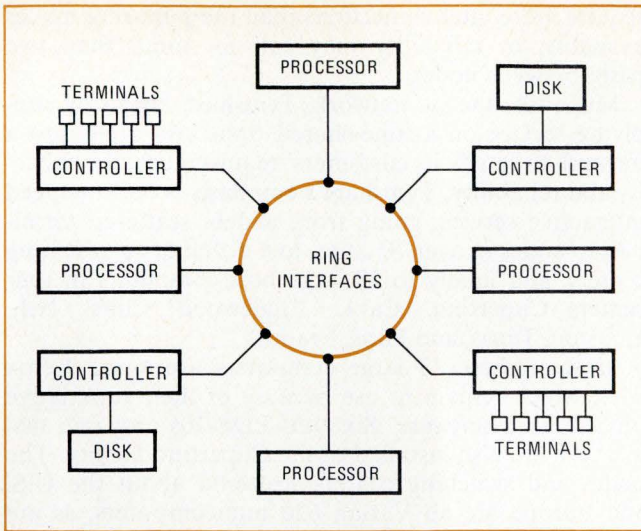 PROCESSOR
TERMINALS
DISK
CONTROLLER
CONTROLLER
PROCESSOR
RING
INTERFACES
PROCESSOR
CONTROLLER
CONTROLLER
DISK
TERMINALS
PROCESSOR